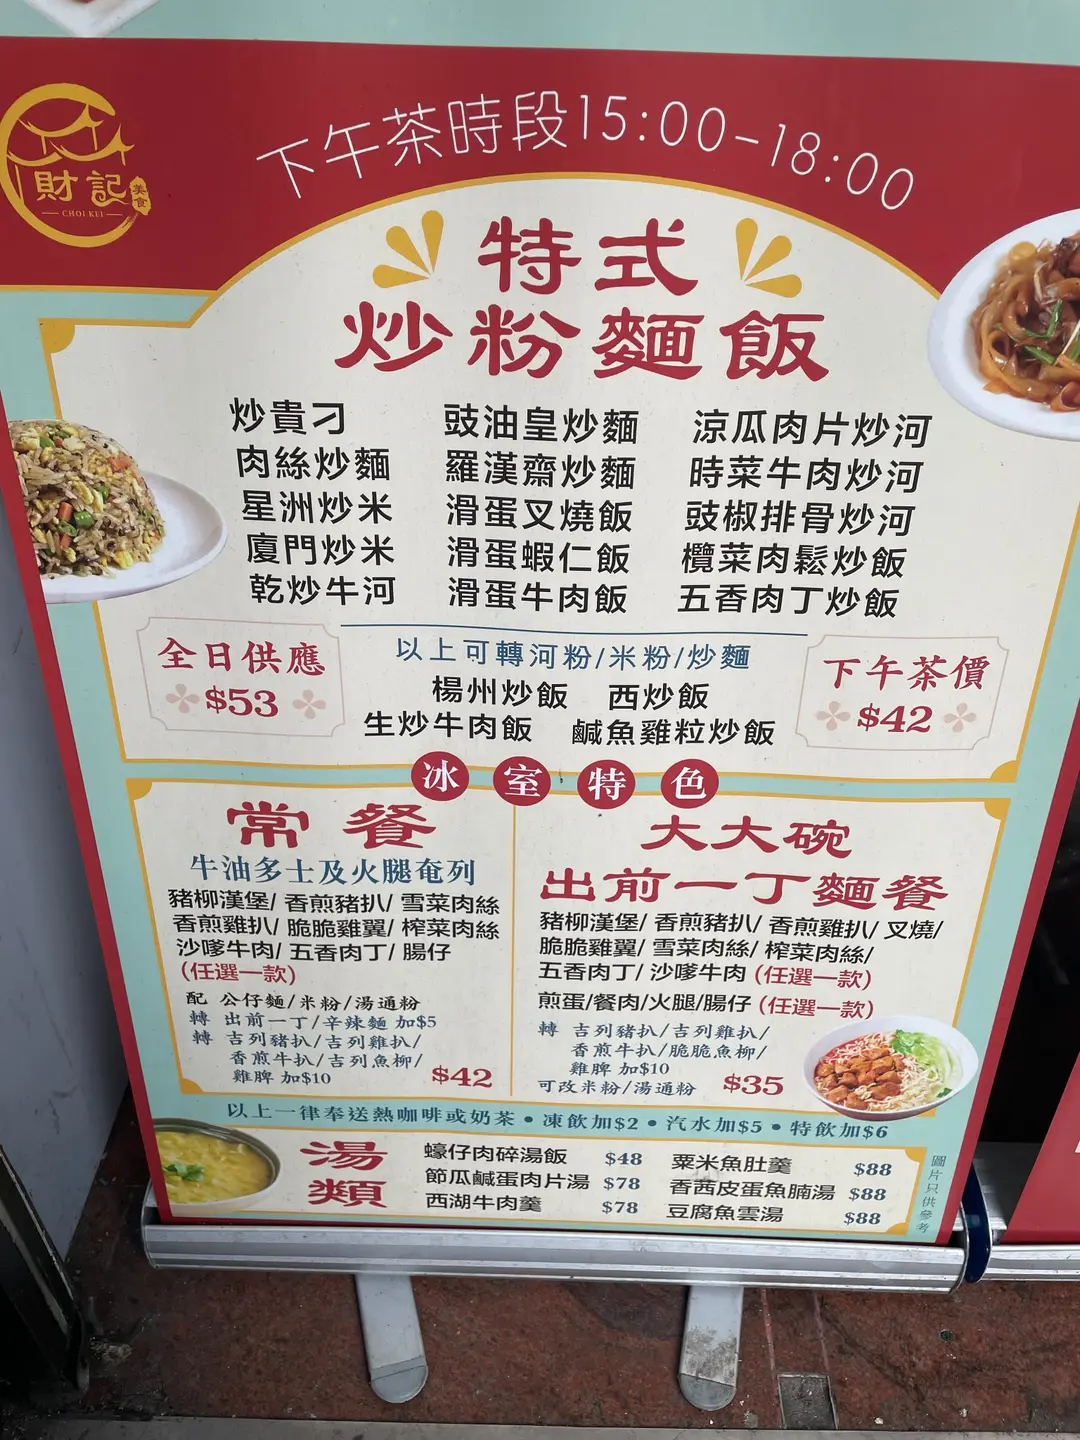 下午茶時段15:00-18:00
財記
美食
CHOI KEI
特式
炒粉麵飯
炒貴刁
肉絲炒麵
星洲炒米
廈門炒米
乾炒牛河
豉油皇炒麵
羅漢齋炒麵
滑蛋叉燒飯
滑蛋蝦仁飯
滑蛋牛肉飯
涼瓜肉片炒河
時菜牛肉炒河
豉椒排骨炒河
欖菜肉鬆炒飯
五香肉丁炒飯
全日供應
$53
以上可轉河粉/米粉/炒麵
楊州炒飯 西炒飯
生炒牛肉飯 鹹魚雞粒炒飯
下午茶價
$42
冰室特色
常餐
牛油多士及火腿奄列
豬柳漢堡/ 香煎豬扒/ 雪菜肉絲
香煎雞扒/ 脆脆雞翼/ 榨菜肉絲
沙嗲牛肉/ 五香肉丁/ 腸仔
(任選一款)
配 公仔麵/米粉/湯通粉
轉 出前一丁/辛辣麵 加$5
轉 吉列豬扒/吉列雞扒/
香煎牛扒/吉列魚柳/
雞脾 加$10
$42
大大碗
出前一丁麵餐
豬柳漢堡/ 香煎豬扒/ 香煎雞扒/ 叉燒/
脆脆雞翼/ 雪菜肉絲/ 榨菜肉絲/
五香肉丁/ 沙嗲牛肉 (任選一款)
煎蛋/餐肉/火腿/腸仔 (任選一款)
轉 吉列豬扒/吉列雞扒/
香煎牛扒/脆脆魚柳/
雞脾 加$10
可改米粉/湯通粉
$35
以上一律奉送熱咖啡或奶茶 • 凍飲加$2 • 汽水加$5 • 特飲加$6
湯
類
蠔仔肉碎湯飯 $48
節瓜鹹蛋肉片湯 $78
西湖牛肉羹 $78
粟米魚肚羹 $88
香茜皮蛋魚腩湯 $88
豆腐魚雲湯 $88
圖片只供參考